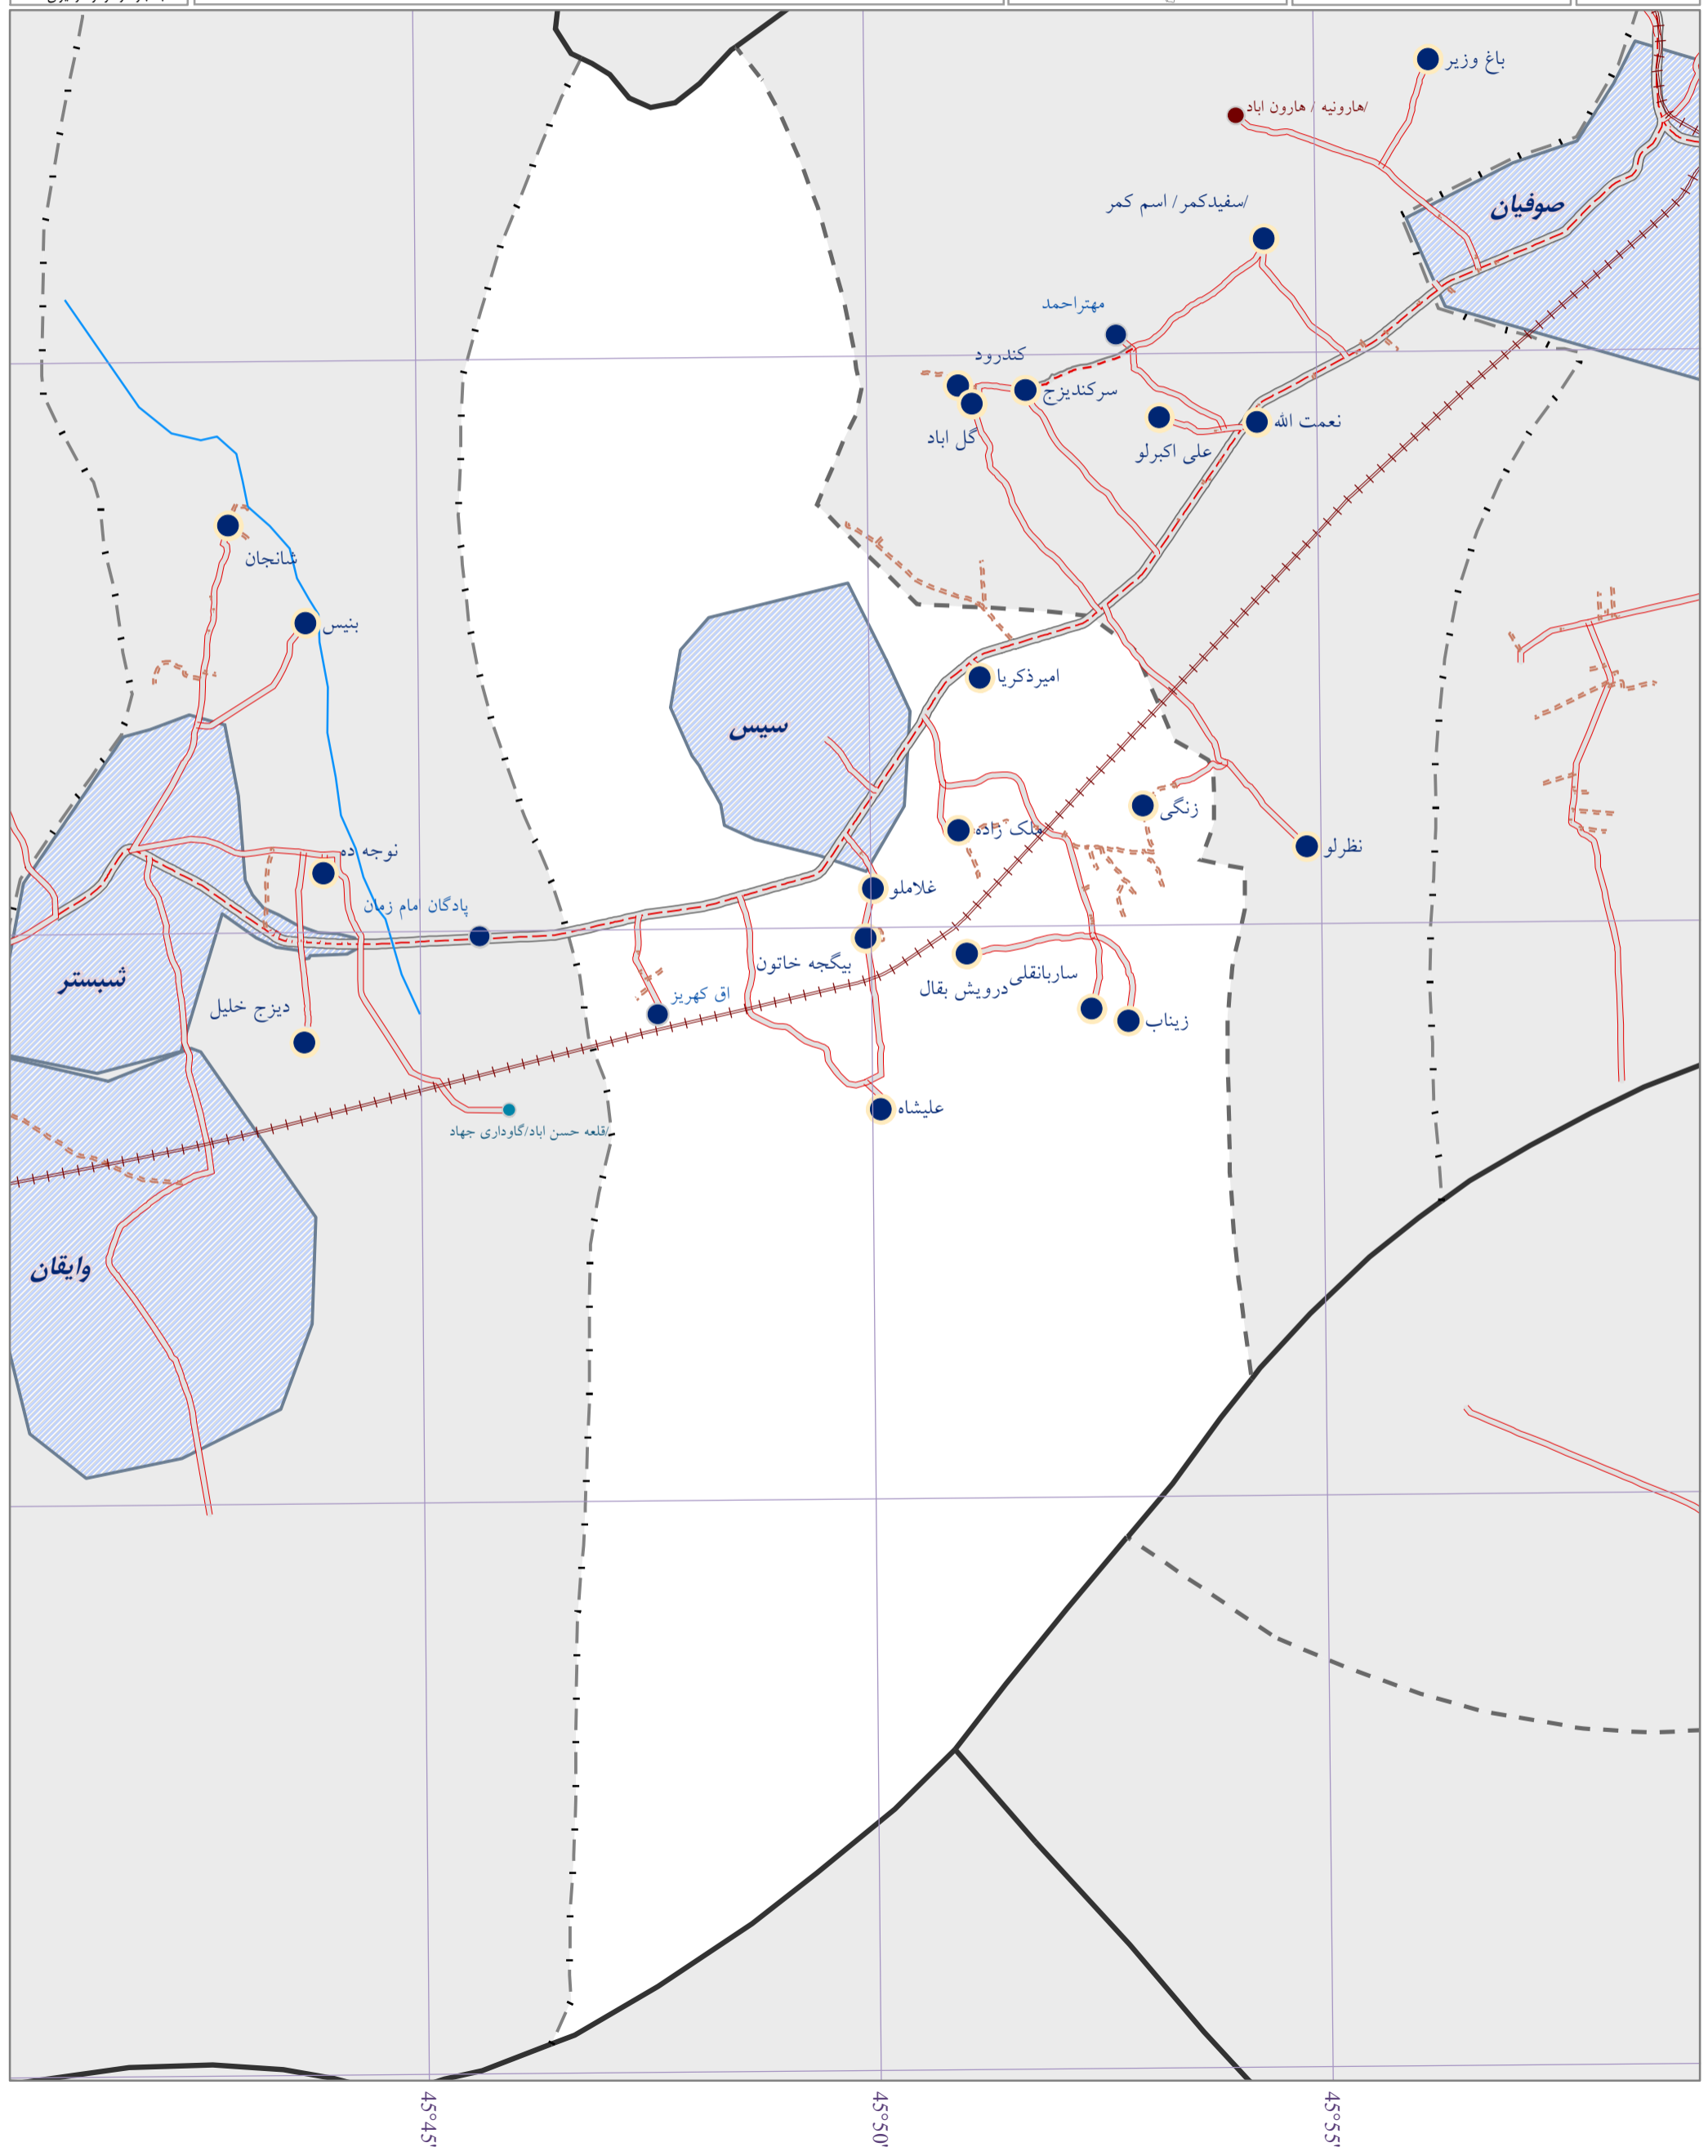 باغ وزیر
هارونیه / هارون اباد/
صوفیان
سفیدکمر/ اسم کمر/
مهتراحمد
کندرود
سرکندیزج
نعمت الله
گل اباد
علی اکبرلو
شانجان
بنیس
امیرذکریا
سیس
زنگی
ملک زاده
نظرلو
نوجه ده
غلاملو
پادگان امام زمان
بیگجه خاتون
ساربانقلی
درویش بقال
شبستر
اق کهریز
دیزج خلیل
زیناب
علیشاه
قلعه حسن اباد/گاوداری جهاد/
وایقان
45°45'
45°50'
45°55'